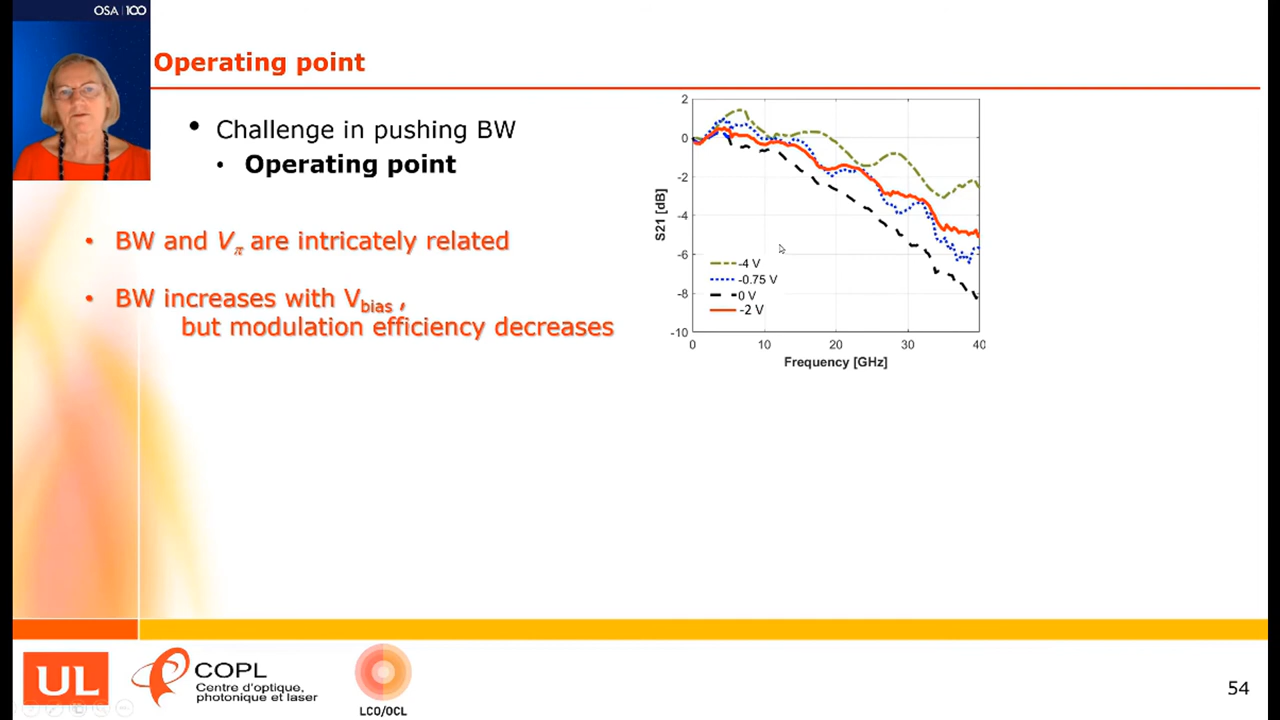 OSA | 100
Operating point
• Challenge in pushing BW
• Operating point
• BW and Vπ are intricately related
• BW increases with Vbias ,
but modulation efficiency decreases
2
0
-2
-4
-6
-8
-10
S21 [dB]
-4 V
-0.75 V
0 V
-2 V
0 10 20 30 40
Frequency [GHz]
UL
COPL
Centre d'optique,
photonique et laser
LCO/OCL
54